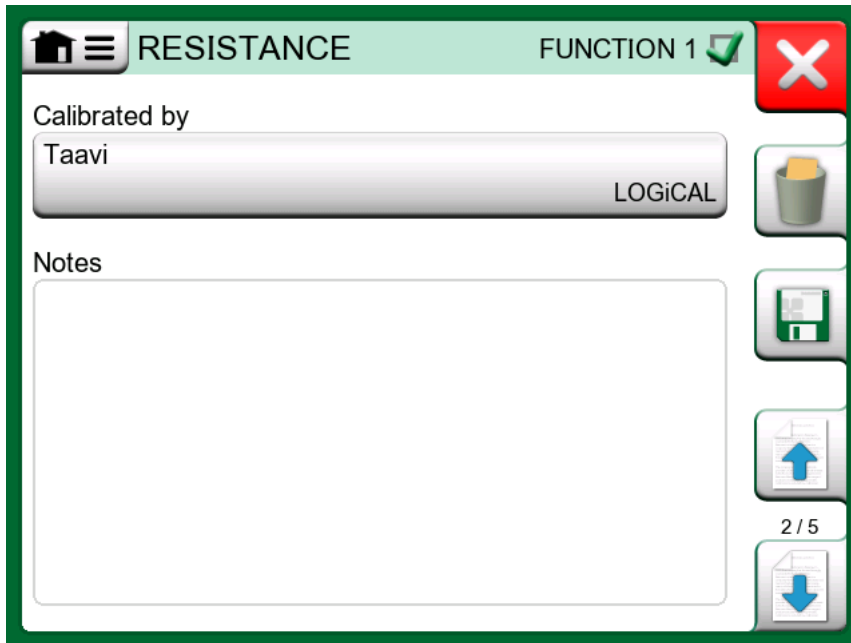 RESISTANCE FUNCTION 1
Calibrated by
Taavi
LOGiCAL
Notes
2 / 5